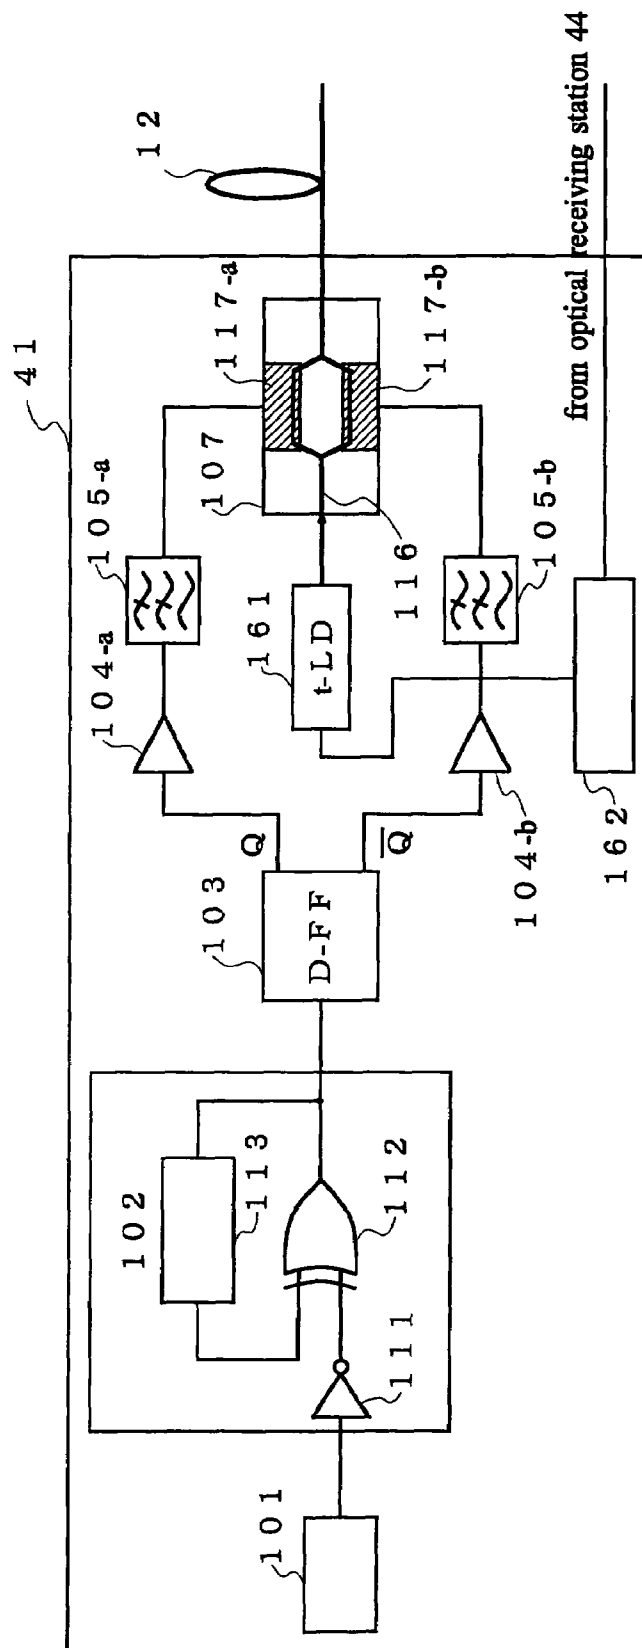 41
12
105-a
117-a
104-a
107
161
t-LD
116
117-b
from optical receiving station 44
103
Q
D-FF
Q̅
105-b
104-b
162
102
113
112
111
101